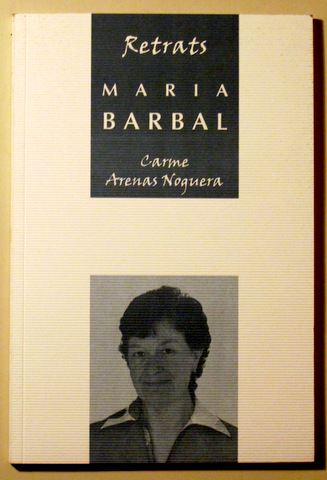 Retrats
MARIA
BARBAL
Carme
Arenas Noguera